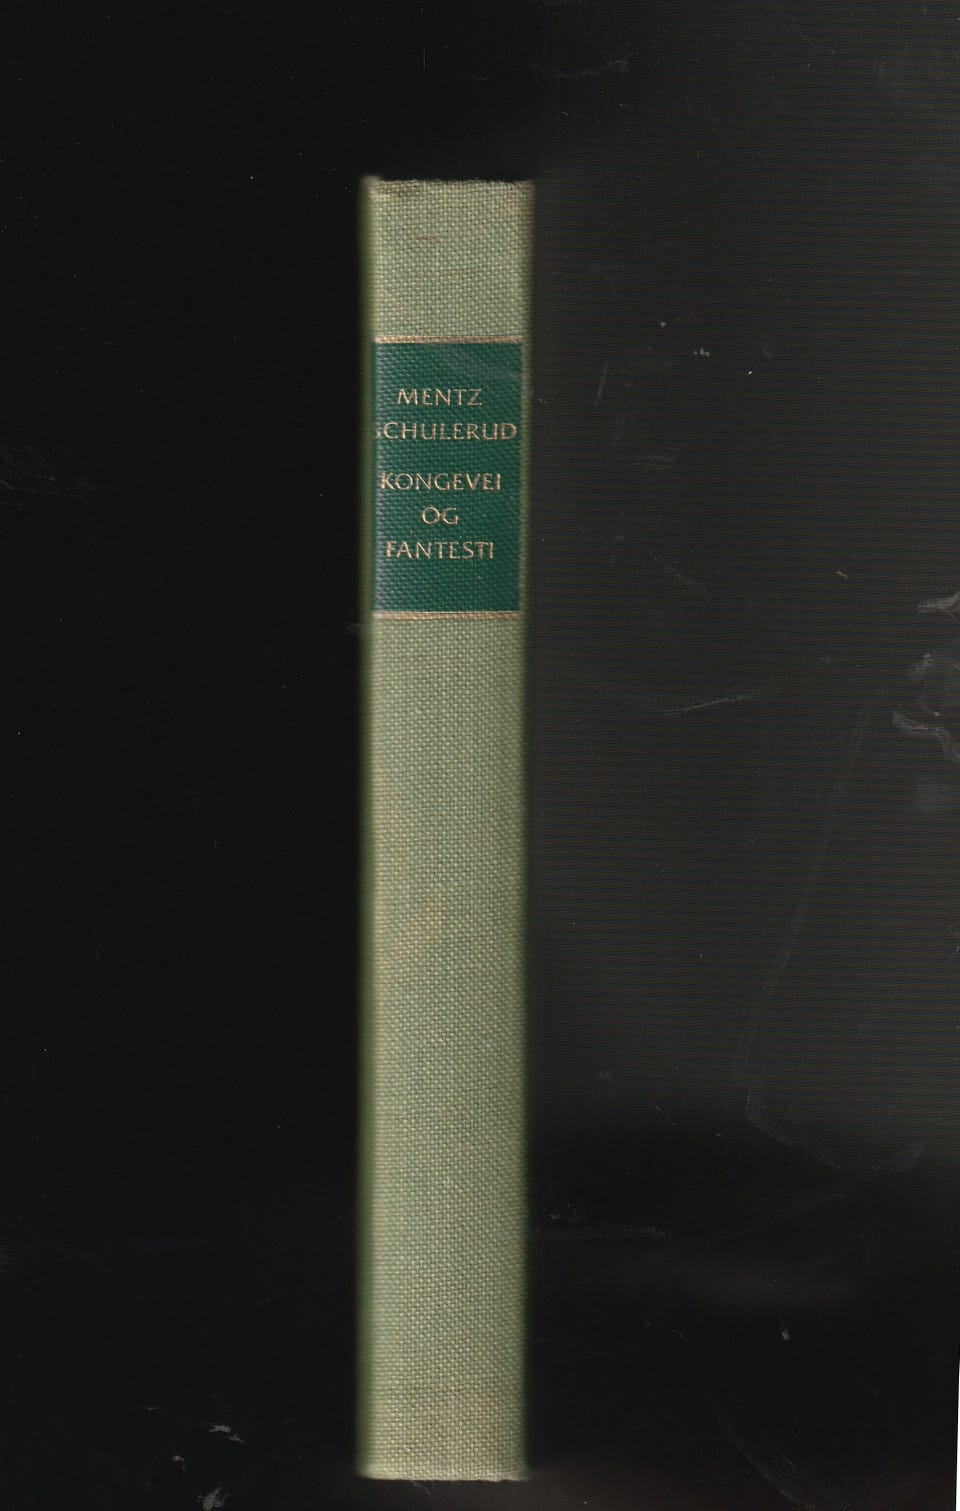 MENTZ
SCHULERUD
KONGEVEI
OG
FANTESTI